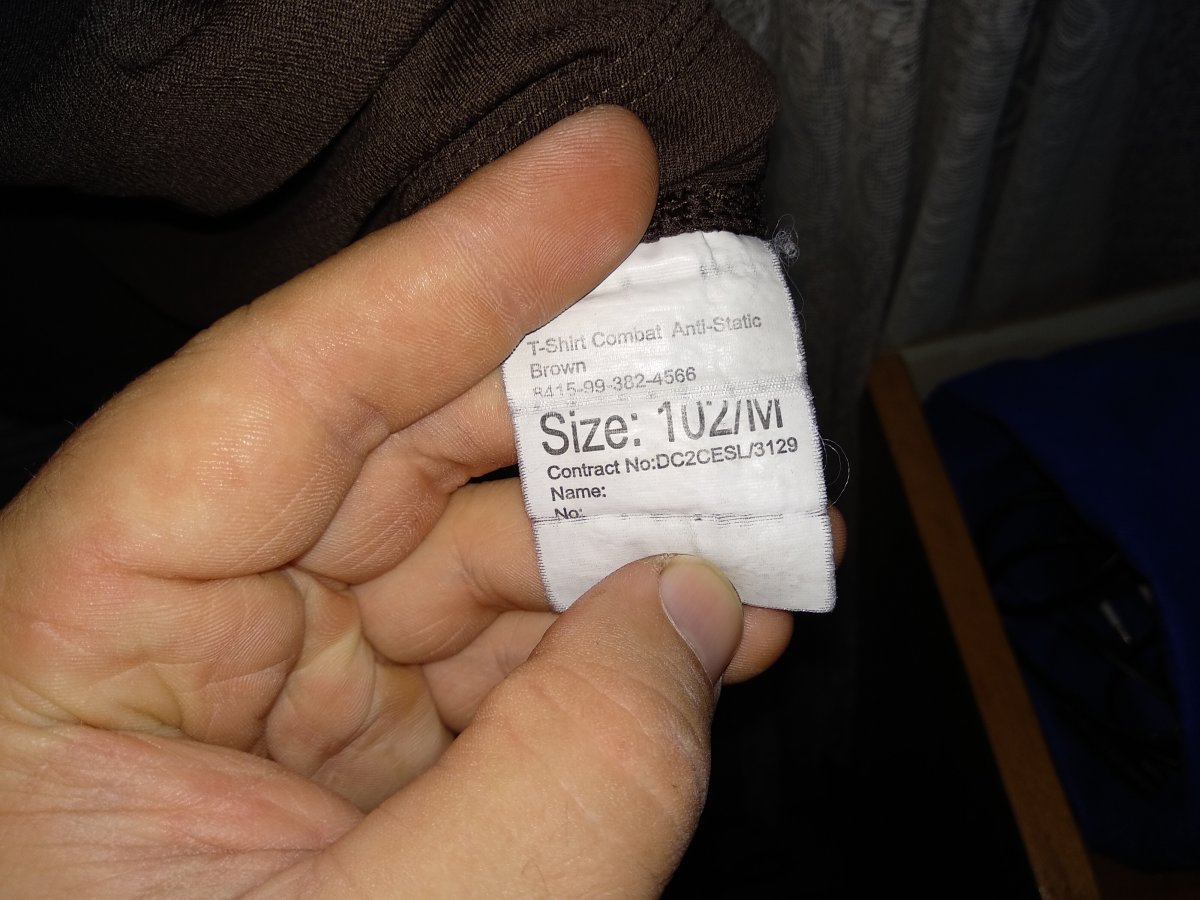 T-Shirt Combat Anti-Static
Brown
8415-99-382-4566
Size: 102/M
Contract No:DC2CESL/3129
Name:
No: